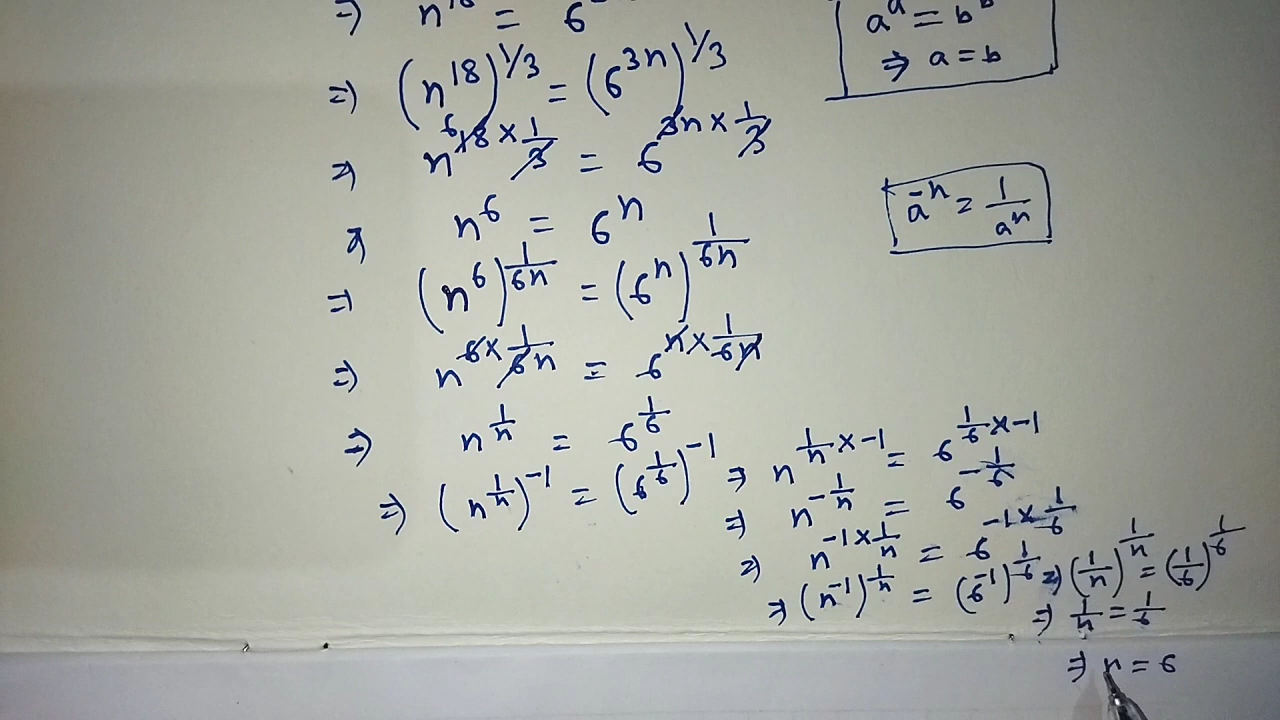 ⇒ n^18 = 6
⇒ (n^18)^1/3 = (6^3n)^1/3
⇒ n^18 × 1/3 = 6^3n × 1/3
6
⇒ n^6 = 6^n
⇒ (n^6)^1/6n = (6^n)^1/6n
⇒ n^6 × 1/6n = 6^n × 1/6n
⇒ n^1/n = 6^1/6
⇒ (n^1/n)^-1 = (6^1/6)^-1 ⇒ n^1/n × -1 = 6^1/6 × -1
⇒ n^-1/n = 6^-1/6
⇒ n^-1 × 1/n = 6^-1 × 1/6
⇒ (n^-1)^1/n = (6^-1)^1/6 ⇒ (1/n)^1/n = (1/6)^1/6
⇒ 1/n = 1/6
⇒ n = 6
a^a = b^b
⇒ a = b
a^-n = 1/a^n